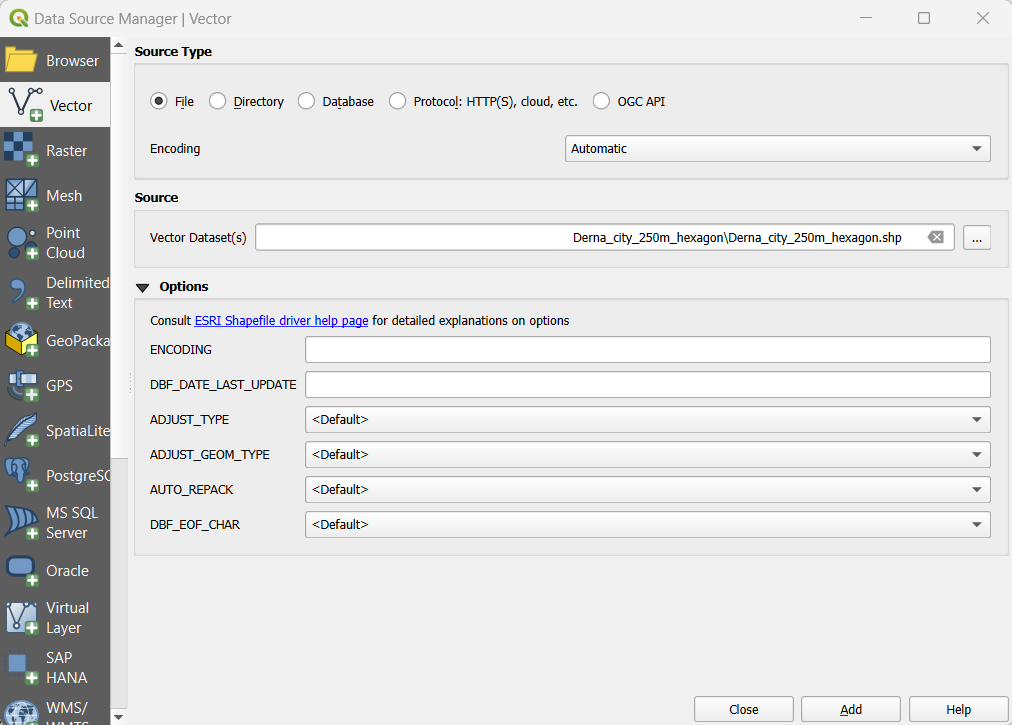 Data Source Manager | Vector
Browser
Vector
Raster
Mesh
Point
Cloud
Delimited
Text
GeoPacka
GPS
SpatiaLite
PostgreSQ
MS SQL
Server
Oracle
Virtual
Layer
SAP
HANA
WMS/
WMTS
Source Type
File
Directory
Database
Protocol: HTTP(S), cloud, etc.
OGC API
Encoding
Automatic
Source
Vector Dataset(s)
Derna_city_250m_hexagon\Derna_city_250m_hexagon.shp
...
Options
Consult ESRI Shapefile driver help page for detailed explanations on options
ENCODING
DBF_DATE_LAST_UPDATE
ADJUST_TYPE
<Default>
ADJUST_GEOM_TYPE
<Default>
AUTO_REPACK
<Default>
DBF_EOF_CHAR
<Default>
Close
Add
Help